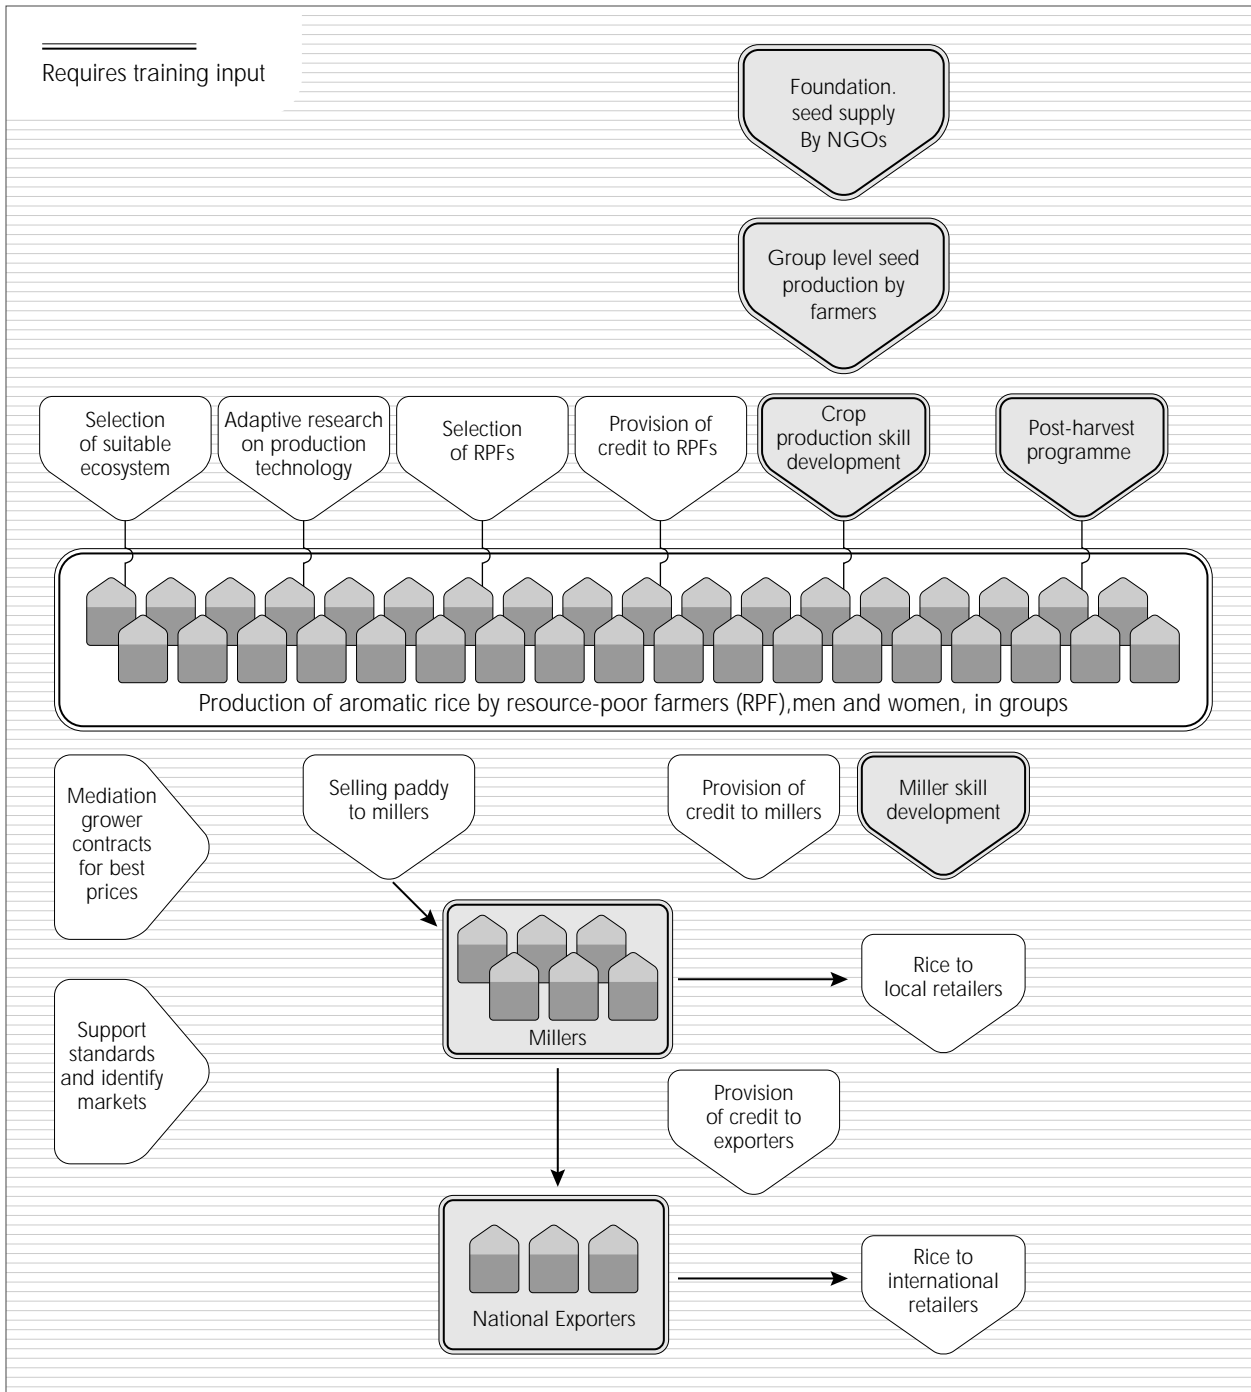 Requires training input
Foundation.
seed supply
By NGOs
Group level seed
production by
farmers
Selection
of suitable
ecosystem
Adaptive research
on production
technology
Selection
of RPFs
Provision of
credit to RPFs
Crop
production skill
development
Post-harvest
programme
Production of aromatic rice by resource-poor farmers (RPF),men and women, in groups
Mediation
grower
contracts
for best
prices
Selling paddy
to millers
Provision of
credit to millers
Miller skill
development
Millers
Rice to
local retailers
Support
standards
and identify
markets
Provision
of credit to
exporters
National Exporters
Rice to
international
retailers